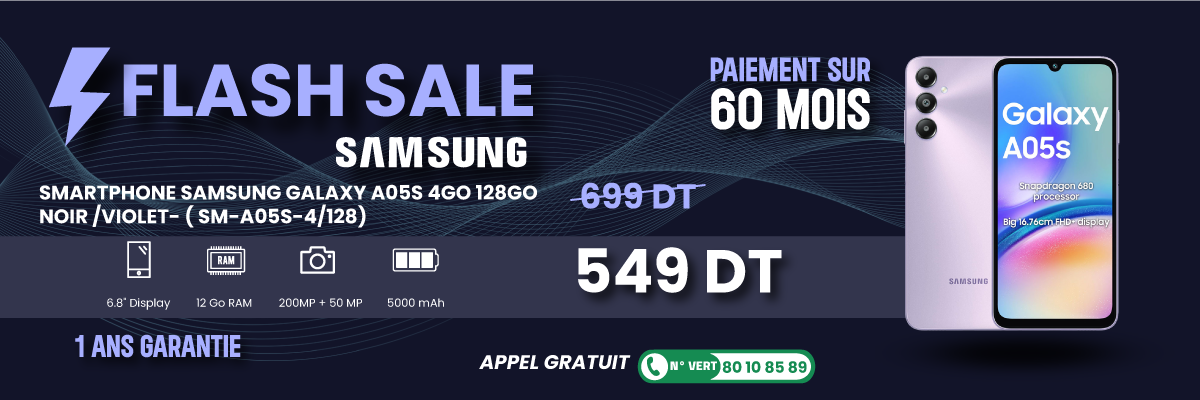 FLASH SALE
SAMSUNG
SMARTPHONE SAMSUNG GALAXY A05S 4GO 128GO
NOIR /VIOLET- ( SM-A05S-4/128)
RAM
6.8" Display
12 Go RAM
200MP + 50 MP
5000 mAh
1 ANS GARANTIE
699 DT
549 DT
APPEL GRATUIT
N° VERT 80 10 85 89
PAIEMENT SUR
60 MOIS
SAMSUNG
Galaxy
A05s
Snapdragon 680
processor
Big 16.76cm FHD+ display